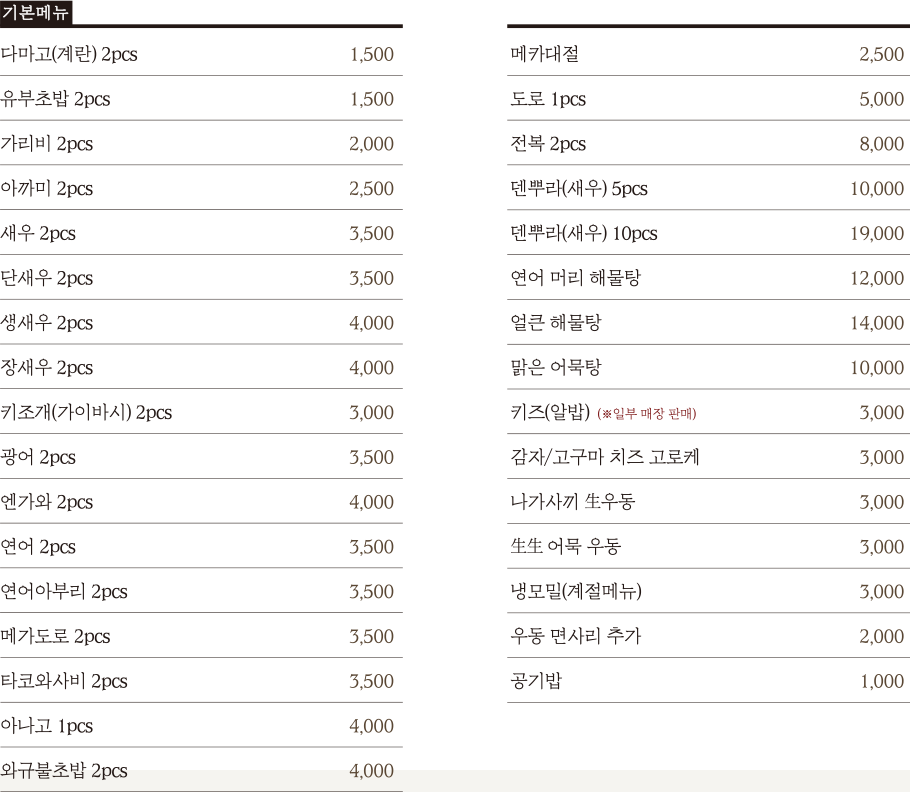 기본메뉴
다마고(계란) 2pcs 1,500
유부초밥 2pcs 1,500
가리비 2pcs 2,000
아까미 2pcs 2,500
새우 2pcs 3,500
단새우 2pcs 3,500
생새우 2pcs 4,000
장새우 2pcs 4,000
키조개(가이바시) 2pcs 3,000
광어 2pcs 3,500
엔가와 2pcs 4,000
연어 2pcs 3,500
연어아부리 2pcs 3,500
메가도로 2pcs 3,500
타코와사비 2pcs 3,500
아나고 1pcs 4,000
와규불초밥 2pcs 4,000
메카대절 2,500
도로 1pcs 5,000
전복 2pcs 8,000
덴뿌라(새우) 5pcs 10,000
덴뿌라(새우) 10pcs 19,000
연어 머리 해물탕 12,000
얼큰 해물탕 14,000
맑은 어묵탕 10,000
키즈(알밥) (※일부 매장 판매) 3,000
감자/고구마 치즈 고로케 3,000
나가사끼 生우동 3,000
生生 어묵 우동 3,000
냉모밀(계절메뉴) 3,000
우동 면사리 추가 2,000
공기밥 1,000